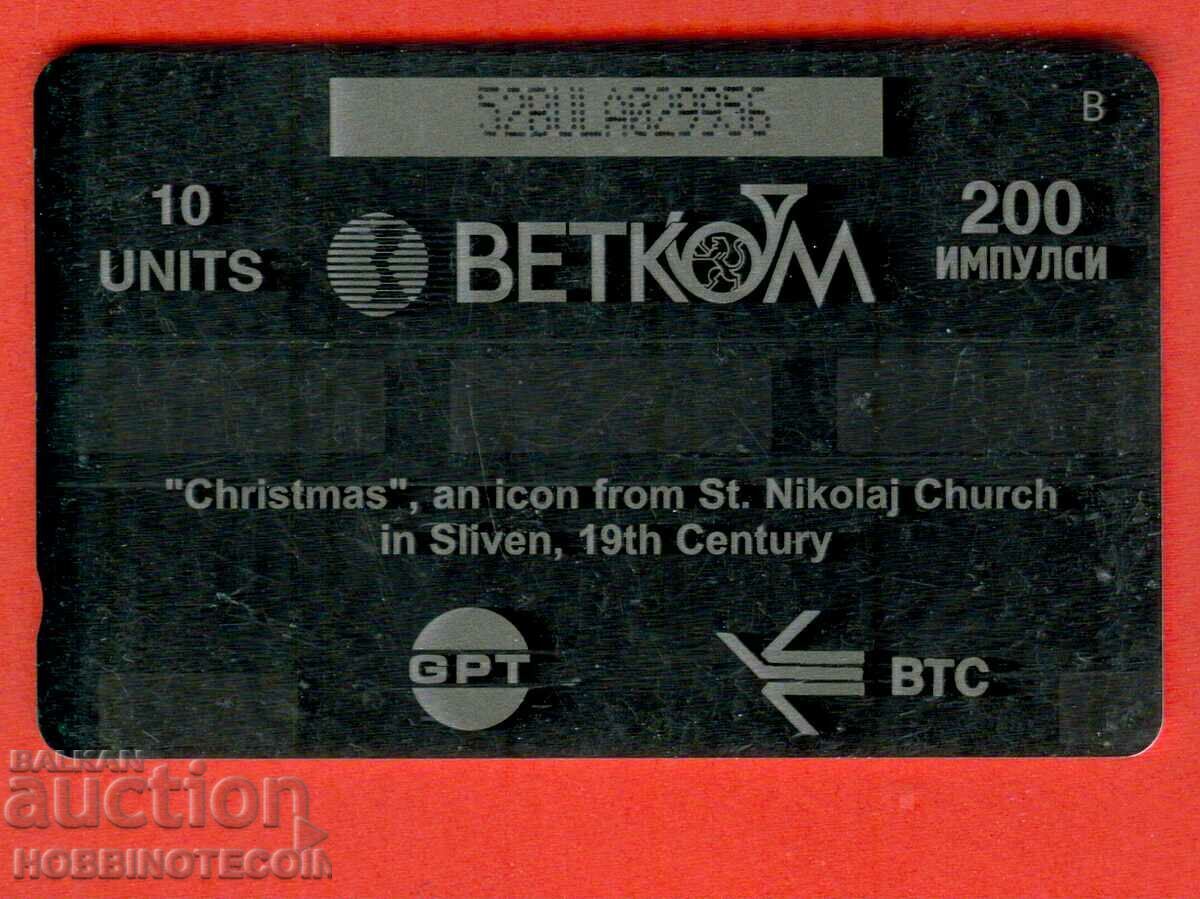 52BULA029956
B
10
UNITS
BETKOM
200
ИМПУЛСИ
"Christmas", an icon from St. Nikolaj Church
in Sliven, 19th Century
GPT
BTC
BALKAN
auction
HOBBINOTECOIN